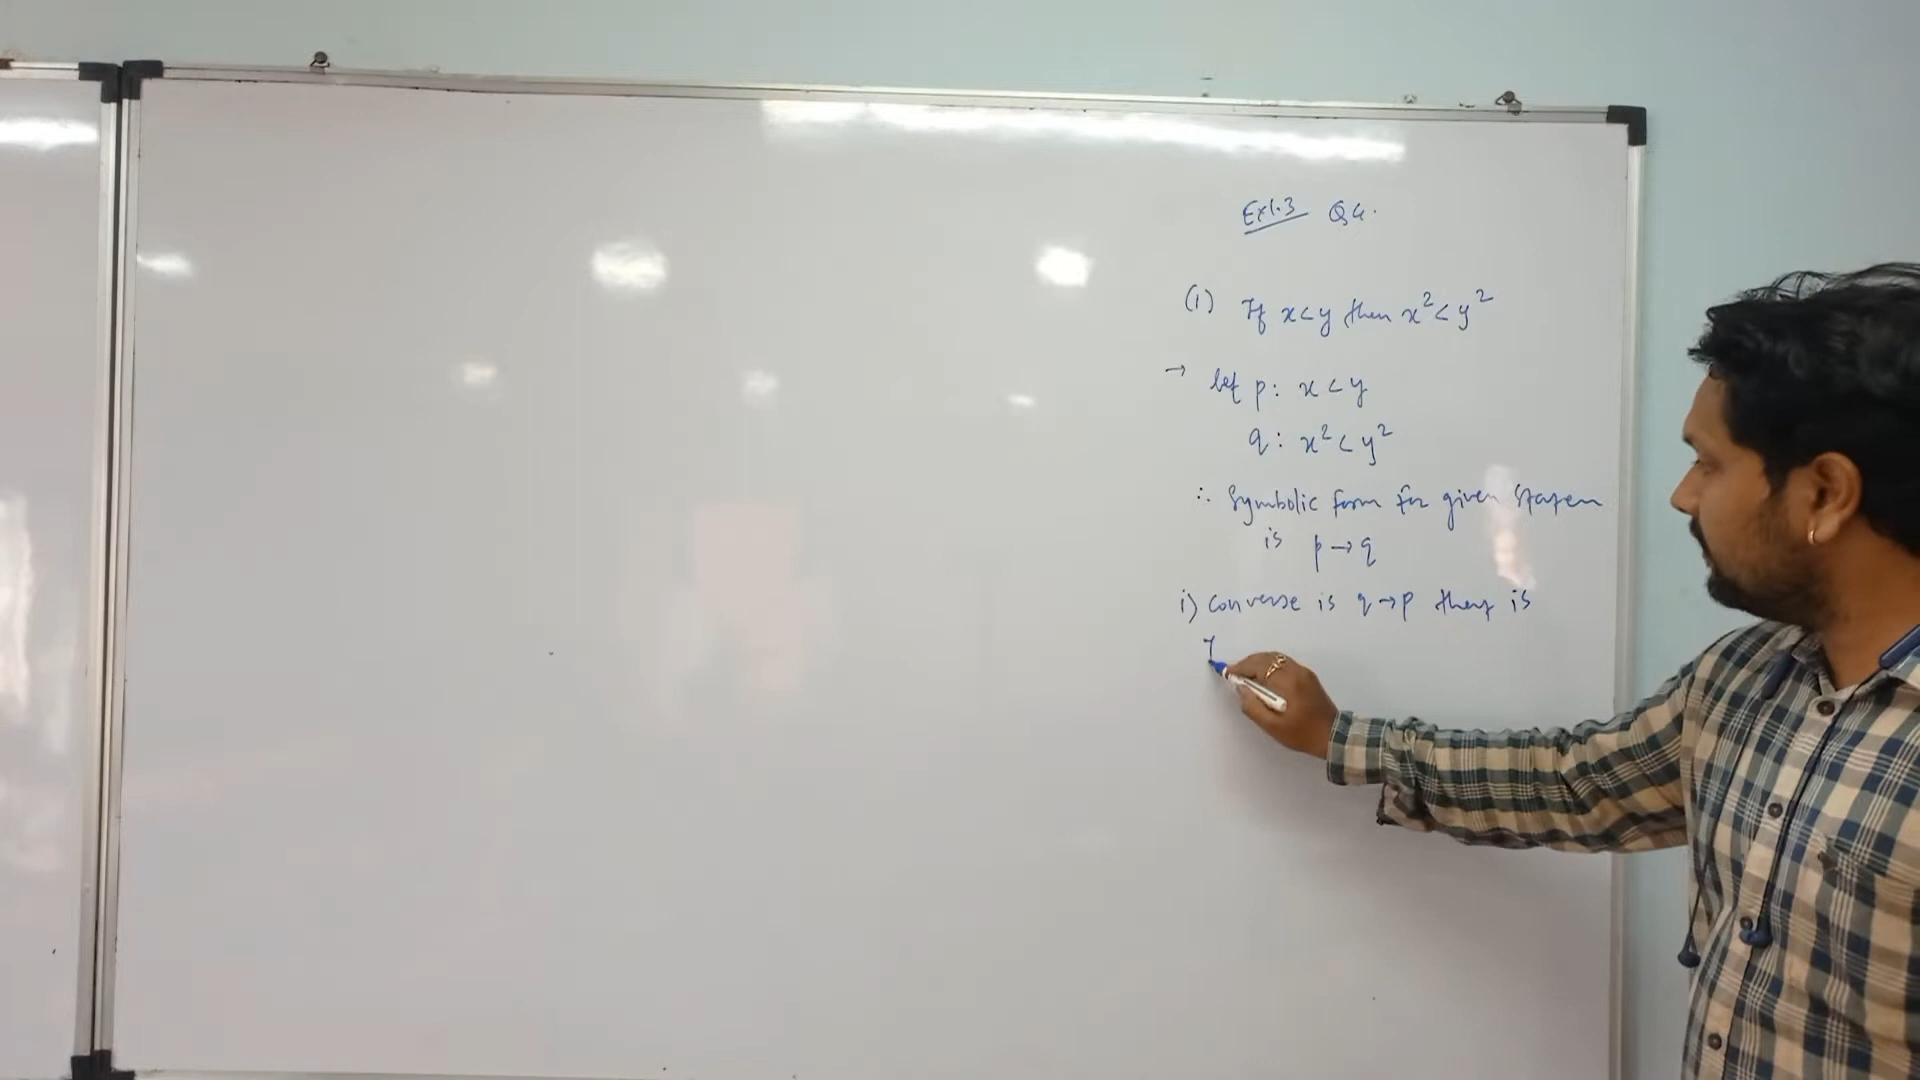 Ex1.3 Q4.
(1) If x<y then x²<y²
→ let p: x<y
q: x²<y²
∴ Symbolic form for given statem
is p→q
i) Converse is q→p that is